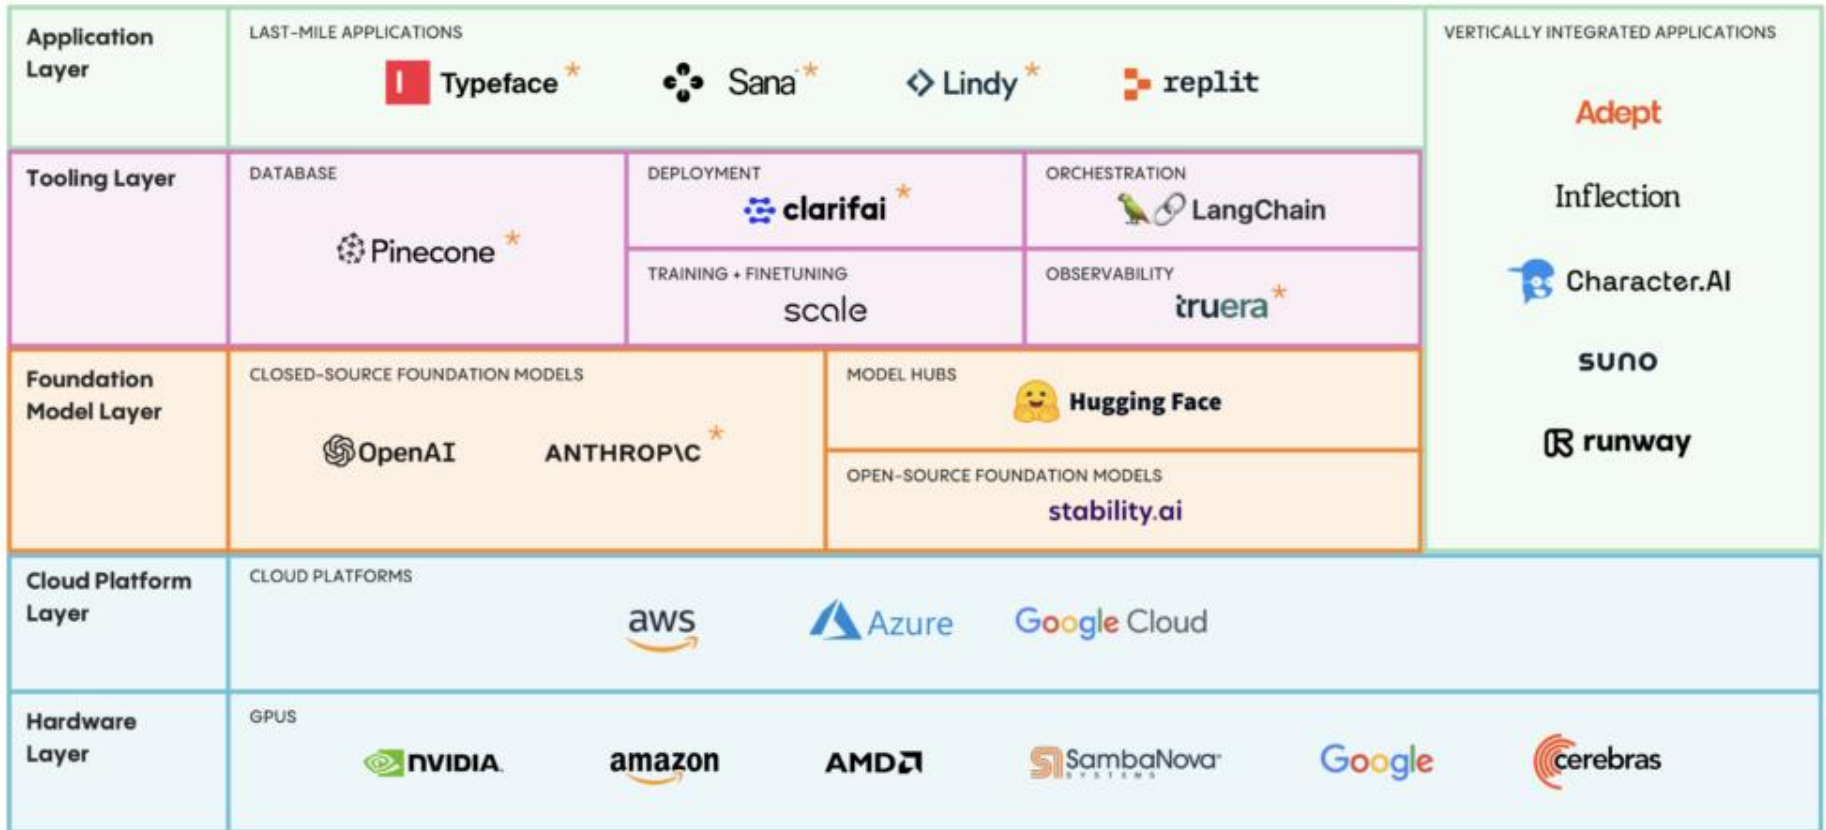 Application
Layer
LAST-MILE APPLICATIONS
Typeface *
Sana *
Lindy *
replit
VERTICALLY INTEGRATED APPLICATIONS
Adept
Inflection
Character.AI
suno
runway
Tooling Layer
DATABASE
Pinecone *
DEPLOYMENT
clarifai *
ORCHESTRATION
LangChain
TRAINING + FINETUNING
scale
OBSERVABILITY
truera *
Foundation
Model Layer
CLOSED-SOURCE FOUNDATION MODELS
OpenAI
ANTHROP\C *
MODEL HUBS
Hugging Face
OPEN-SOURCE FOUNDATION MODELS
stability.ai
Cloud Platform
Layer
CLOUD PLATFORMS
aws
Azure
Google Cloud
Hardware
Layer
GPUS
NVIDIA.
amazon
AMD
SambaNova
SYSTEMS
Google
cerebras